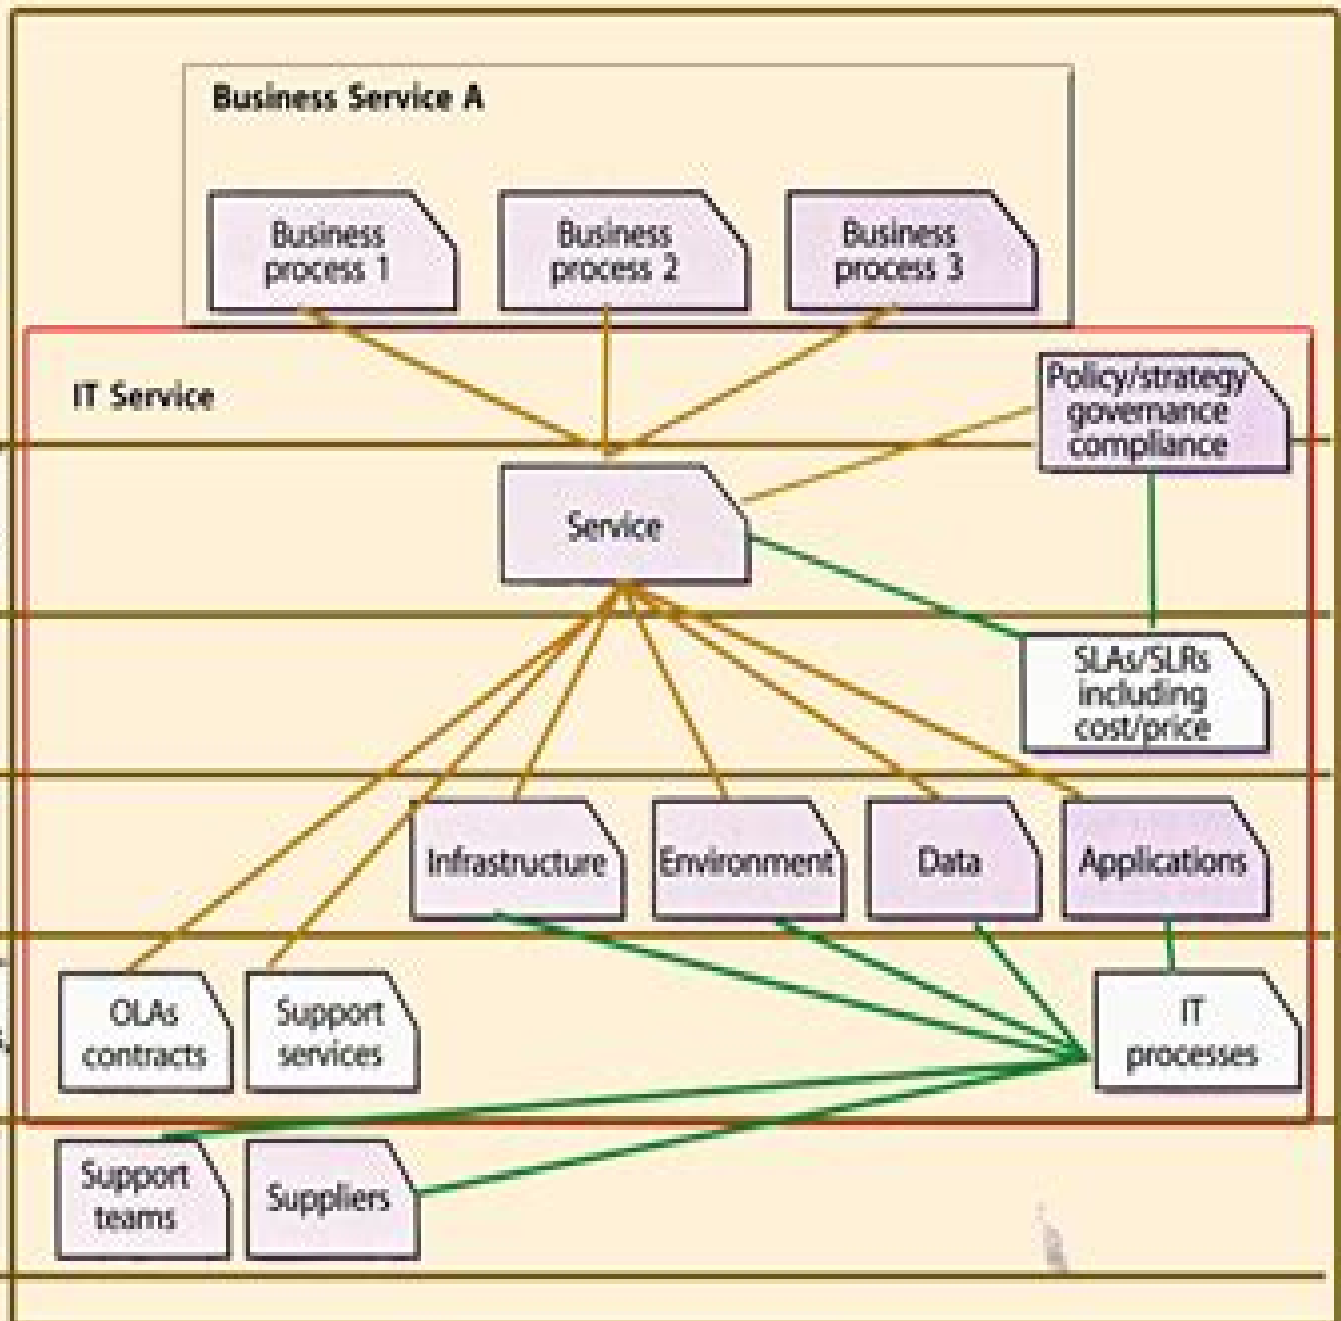 Business Service A
Business
process 1
Business
process 2
Business
process 3
IT Service
Policy/strategy
governance
compliance
Service
SLAs/SLRs
including
cost/price
Infrastructure
Environment
Data
Applications
OLAs
contracts
Support
services
IT
processes
Support
teams
Suppliers